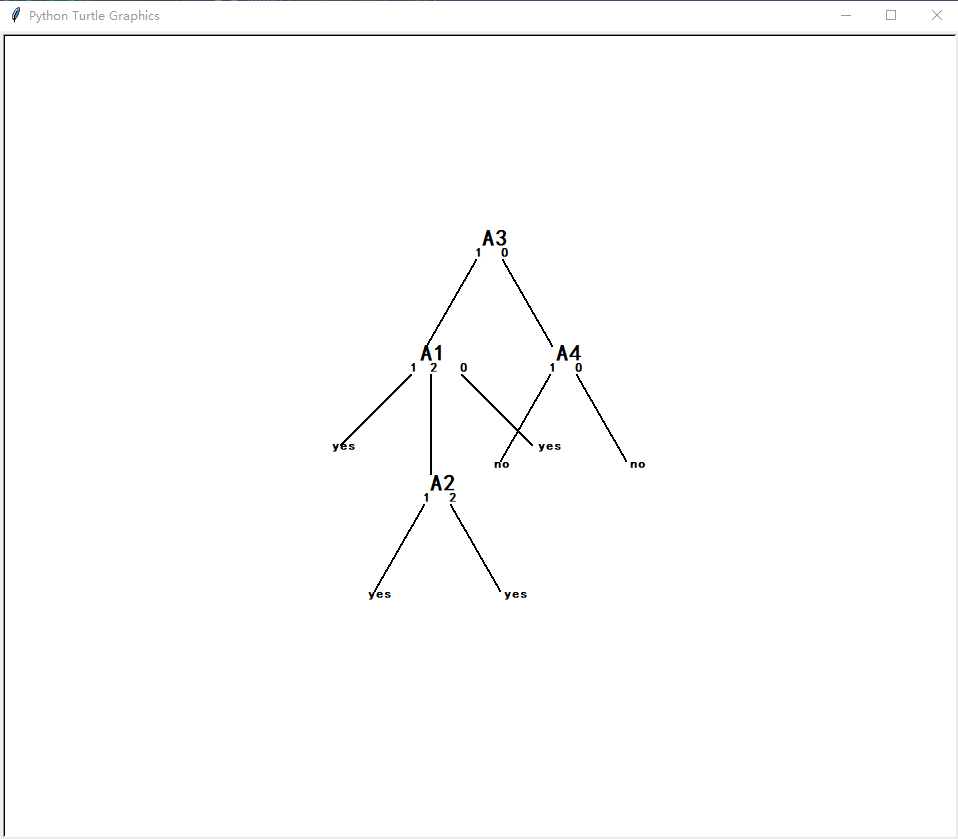 Python Turtle Graphics
A3
1 0
A1 A4
1 2 0 1 0
yes yes
no no
A2
1 2
yes yes